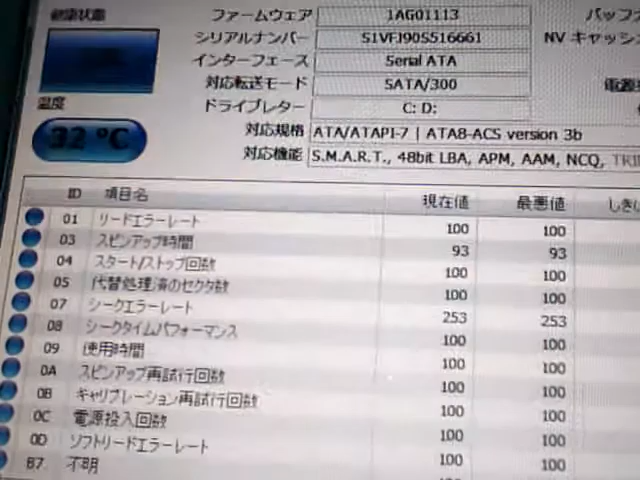 健康状態
ファームウェア 1AG01113 バッフ
シリアルナンバー S1VFJ90S516661 NV キャッシ
インターフェース Serial ATA
対応転送モード SATA/300 電源
温度
ドライブレター C: D:
32 °C
対応規格 ATA/ATAPI-7 | ATA8-ACS version 3b
対応機能 S.M.A.R.T., 48bit LBA, APM, AAM, NCQ, TRI
ID 項目名 現在値 最悪値 しきい
01 リードエラーレート 100 100
03 スピンアップ時間 93 93
04 スタート/ストップ回数 100 100
05 代替処理済のセクタ数 100 100
07 シークエラーレート 253 253
08 シークタイムパフォーマンス 100 100
09 使用時間 100 100
0A スピンアップ再試行回数 100 100
0B キャリブレーション再試行回数 100 100
0C 電源投入回数 100 100
0D ソフトリードエラーレート 100 100
B7 不明 100 100